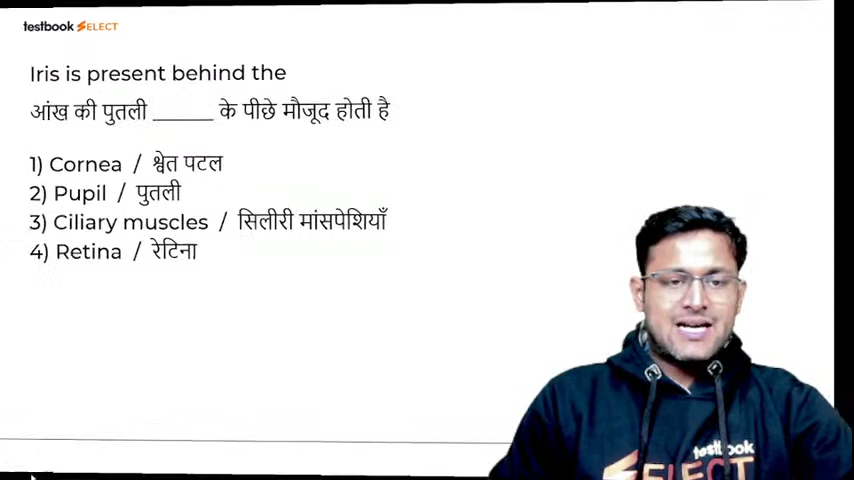 testbook SELECT
Iris is present behind the
आंख की पुतली ______ के पीछे मौजूद होती है
1) Cornea / श्वेत पटल
2) Pupil / पुतली
3) Ciliary muscles / सिलीरी मांसपेशियाँ
4) Retina / रेटिना
testbook
SELECT